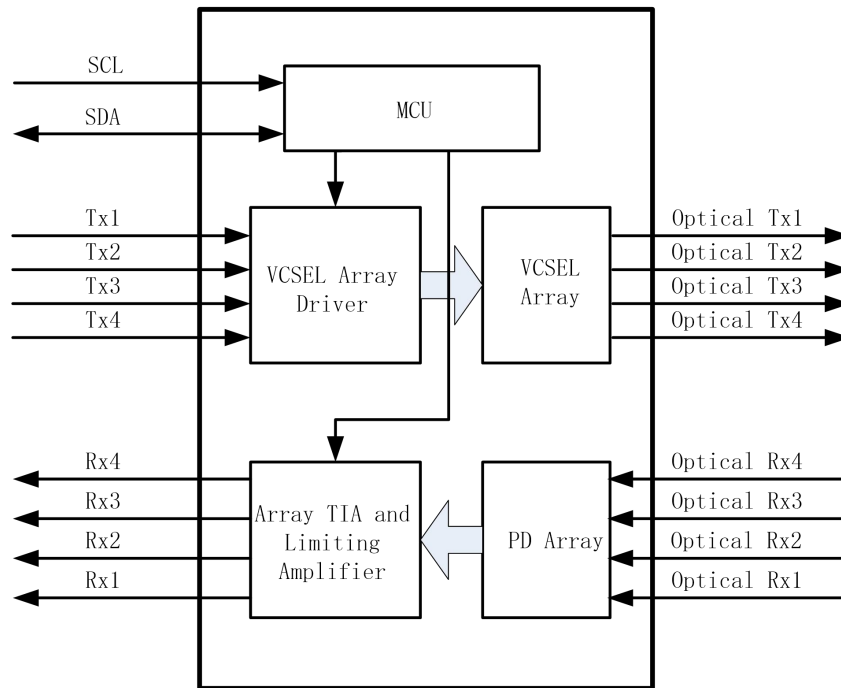 SCL
SDA
MCU
Tx1
Tx2
Tx3
Tx4
VCSEL Array
Driver
VCSEL
Array
Optical Tx1
Optical Tx2
Optical Tx3
Optical Tx4
Rx4
Rx3
Rx2
Rx1
Array TIA and
Limiting
Amplifier
PD Array
Optical Rx4
Optical Rx3
Optical Rx2
Optical Rx1